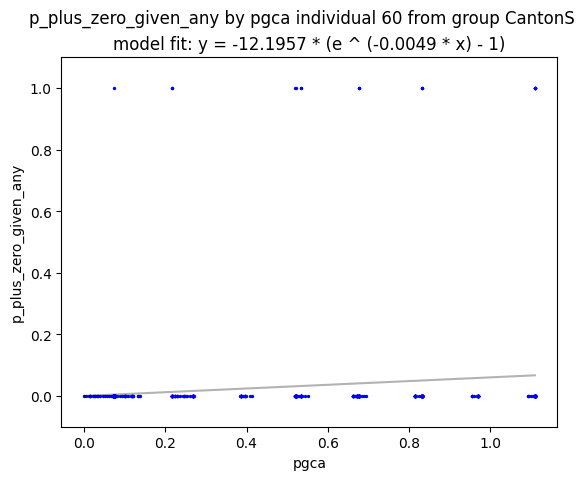 p_plus_zero_given_any by pgca individual 60 from group CantonS
model fit: y = -12.1957 * (e ^ (-0.0049 * x) - 1)
1.0
0.8
0.6
0.4
0.2
0.0
p_plus_zero_given_any
0.0 0.2 0.4 0.6 0.8 1.0
pgca